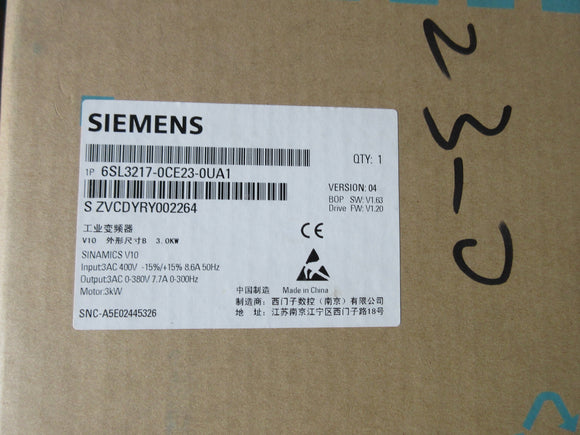 SIEMENS
QTY: 1
1P 6SL3217-0CE23-0UA1
VERSION: 04
S ZVCDYRY002264
BOP SW: V1.63
Drive FW: V1.20
工业变频器
V10 外形尺寸B 3.0KW
SINAMICS V10
Input:3AC 400V -15%/+15% 8.6A 50Hz
Output:3AC 0-380V 7.7A 0-300Hz
Motor:3kW
CE
中国制造 Made in China
制造商: 西门子数控（南京）有限公司
地 址: 江苏南京江宁区西门子路18号
SNC-A5E02445326
23-0